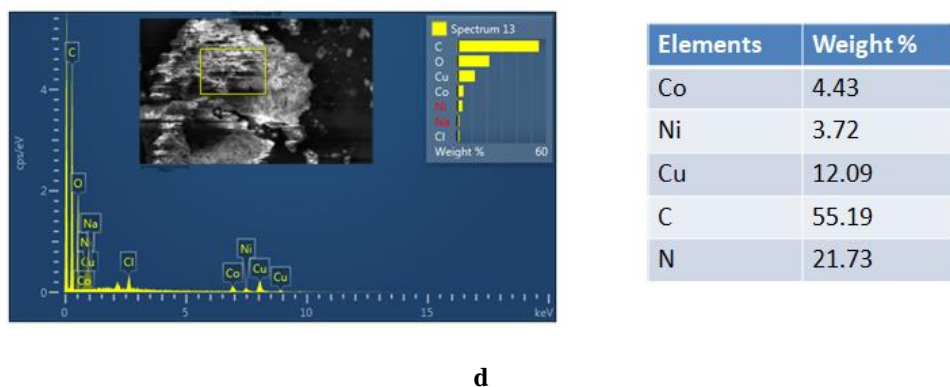 Spectrum 13
C
O
Cu
Co
Ni
Na
Cl
Weight % 60
C
O
Na
N
Cu
Co
Cl
Co
Ni
Cu
Cu
cps/eV
4
2
0
0 5 10 15 keV
Elements Weight %
Co 4.43
Ni 3.72
Cu 12.09
C 55.19
N 21.73
d